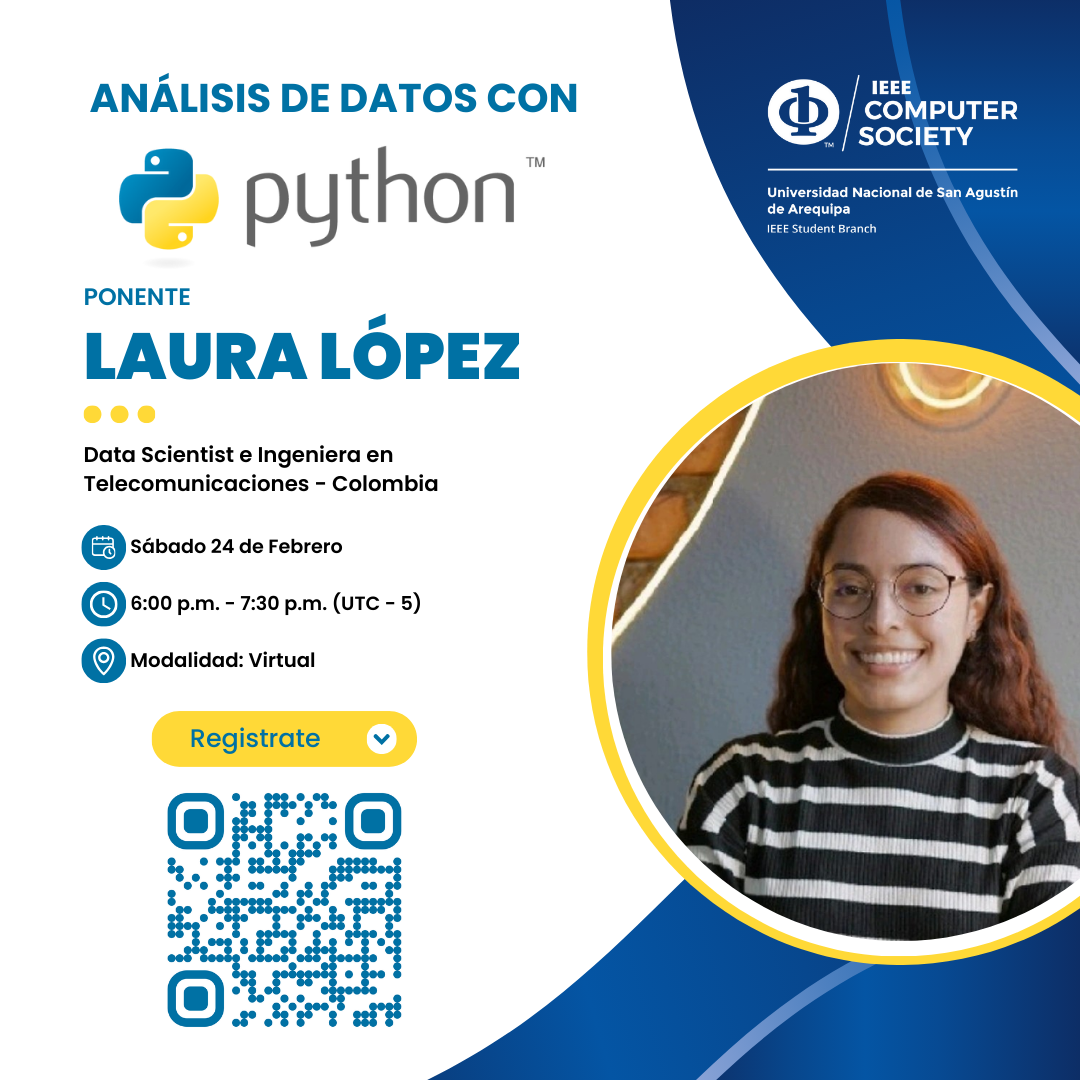 ANÁLISIS DE DATOS CON
python™
IEEE
COMPUTER
SOCIETY
TM
Universidad Nacional de San Agustín
de Arequipa
IEEE Student Branch
PONENTE
LAURA LÓPEZ
Data Scientist e Ingeniera en
Telecomunicaciones - Colombia
Sábado 24 de Febrero
6:00 p.m. - 7:30 p.m. (UTC - 5)
Modalidad: Virtual
Registrate